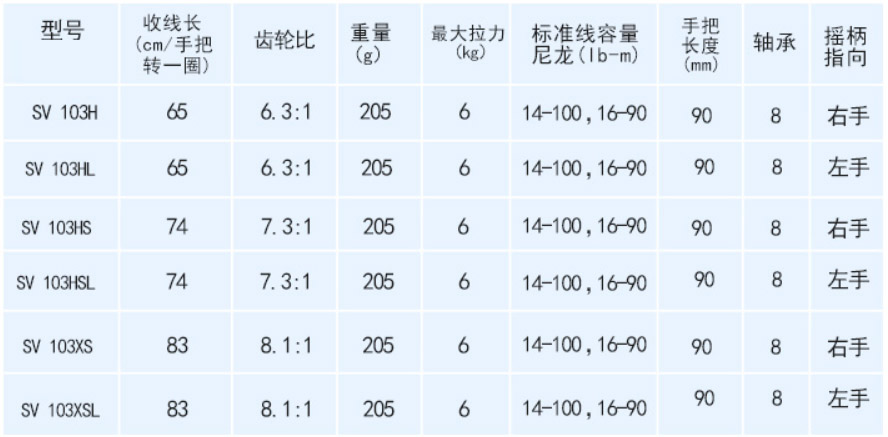 型号 收线长(cm/手把转一圈) 齿轮比 重量(g) 最大拉力(kg) 标准线容量尼龙(lb-m) 手把长度(mm) 轴承 摇柄指向
SV 103H 65 6.3:1 205 6 14-100,16-90 90 8 右手
SV 103HL 65 6.3:1 205 6 14-100,16-90 90 8 左手
SV 103HS 74 7.3:1 205 6 14-100,16-90 90 8 右手
SV 103HSL 74 7.3:1 205 6 14-100,16-90 90 8 左手
SV 103XS 83 8.1:1 205 6 14-100,16-90 90 8 右手
SV 103XSL 83 8.1:1 205 6 14-100,16-90 90 8 左手